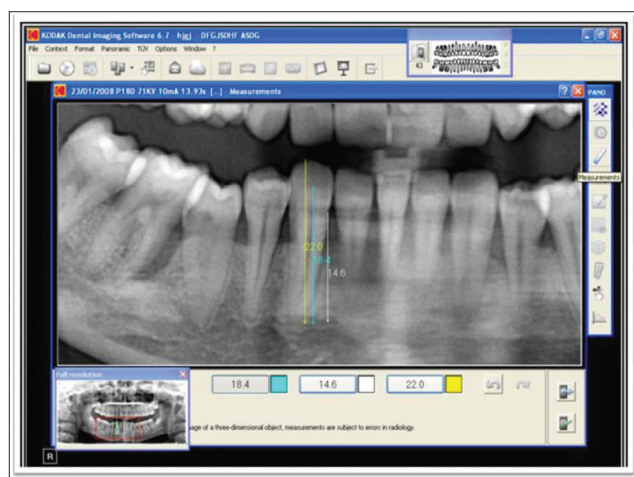 KODAK Dental Imaging Software 6.7 - hjgj - DFGJSDHF ASDG
File Context Format Panoramic TÜV Options Window ?
43
23/01/2008 P180 71KV 10mA 13.93s [...] - Measurements
PANO
Measurements
22.0
18.4
14.6
Full resolution
18.4 14.6 22.0
age of a three-dimensional object, measurements are subject to errors in radiology.
R